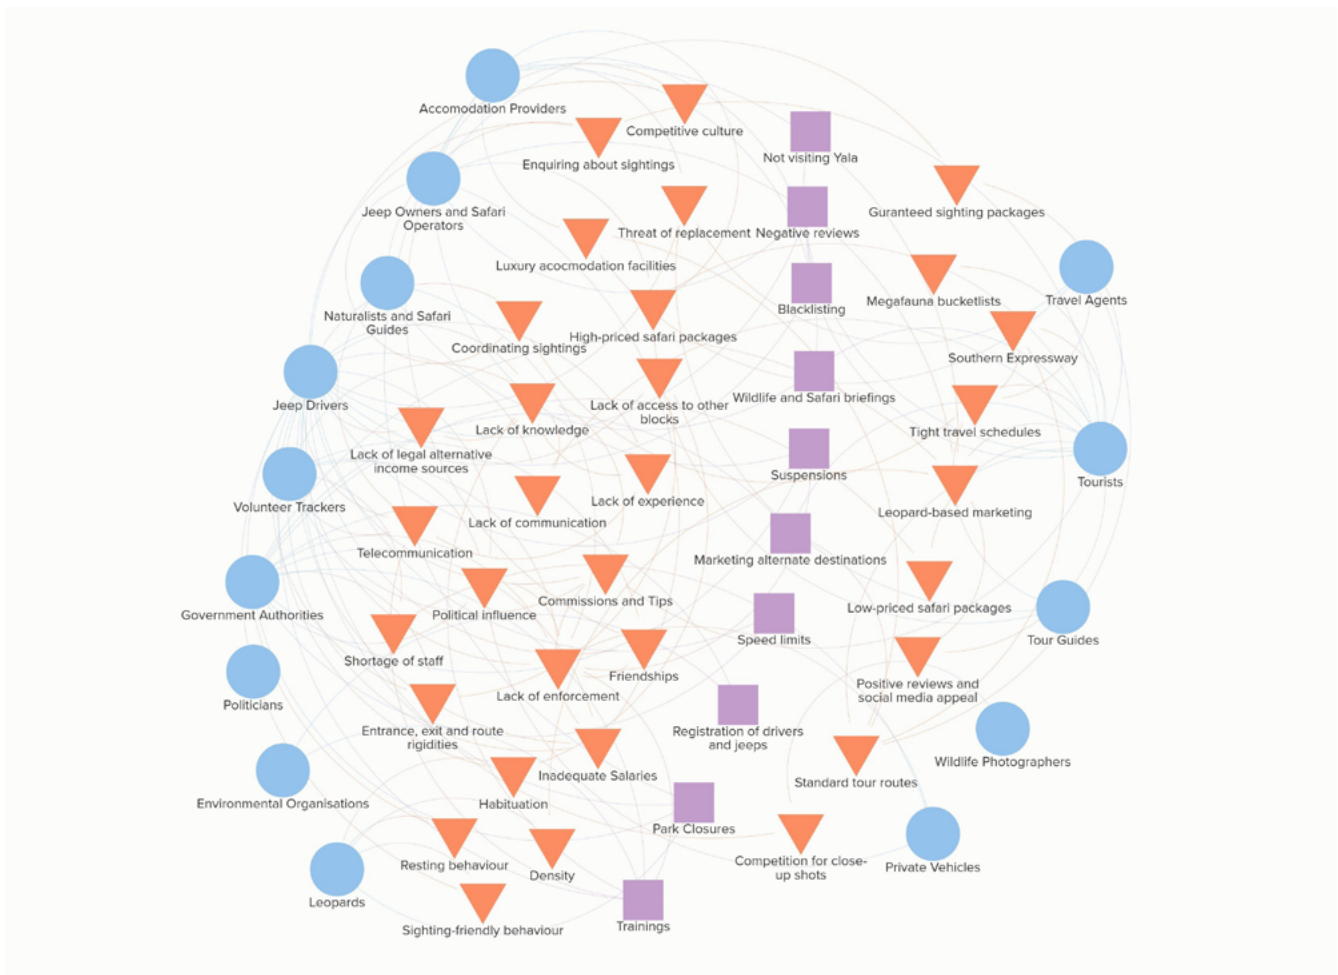 Accomodation Providers
Competitive culture
Enquiring about sightings
Not visiting Yala
Jeep Owners and Safari
Operators
Guranteed sighting packages
Threat of replacement
Negative reviews
Luxury acocmodation facilities
Travel Agents
Megafauna bucketlists
Blacklisting
Naturalists and Safari
Guides
High-priced safari packages
Coordinating sightings
Southern Expressway
Jeep Drivers
Lack of access to other
blocks
Wildlife and Safari briefings
Lack of knowledge
Tight travel schedules
Lack of legal alternative
income sources
Suspensions
Tourists
Volunteer Trackers
Lack of experience
Leopard-based marketing
Lack of communication
Telecommunication
Marketing alternate destinations
Government Authorities
Political influence
Commissions and Tips
Low-priced safari packages
Speed limits
Tour Guides
Shortage of staff
Friendships
Lack of enforcement
Positive reviews and
social media appeal
Politicians
Entrance, exit and route
rigidities
Registration of drivers
and jeeps
Wildlife Photographers
Inadequate Salaries
Standard tour routes
Environmental Organisations
Habituation
Park Closures
Resting behaviour
Density
Competition for close-
up shots
Private Vehicles
Leopards
Sighting-friendly behaviour
Trainings